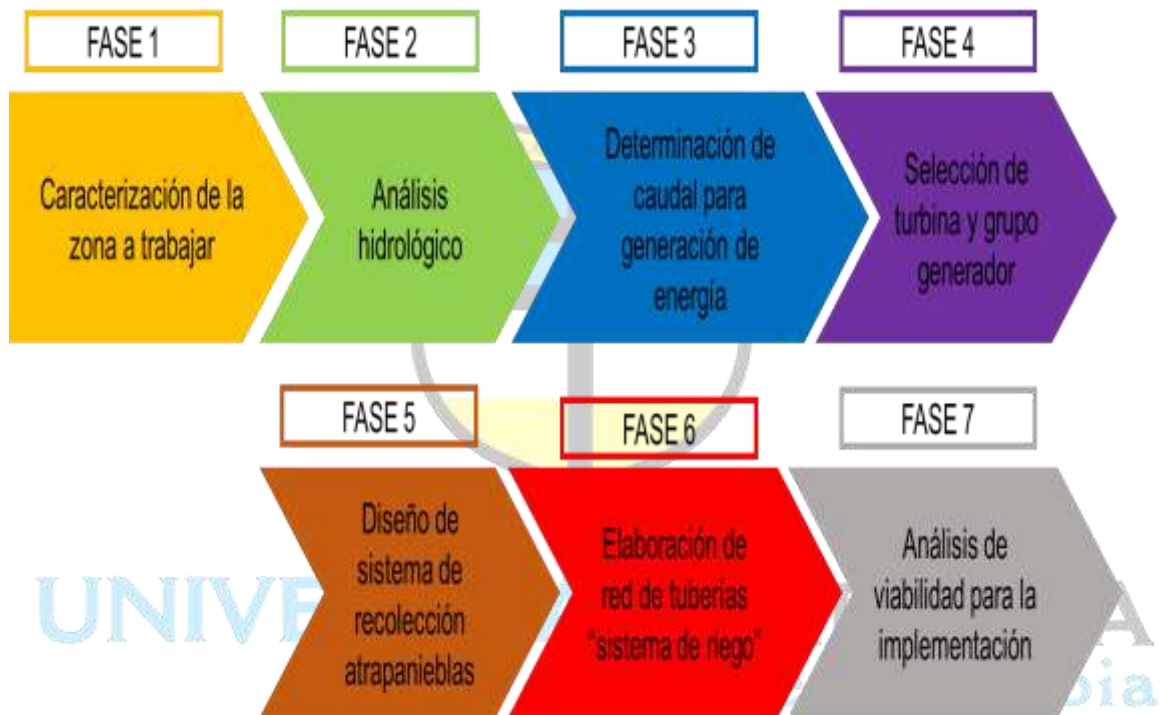 FASE 1
FASE 2
FASE 3
FASE 4
Caracterización de la
zona a trabajar
Análisis
hidrológico
Determinación de
caudal para
generación de
energía
Selección de
turbina y grupo
generador
FASE 5
FASE 6
FASE 7
Diseño de
sistema de
recolección
atrapanieblas
Elaboración de
red de tuberías
“sistema de riego”
Análisis de
viabilidad para la
implementación